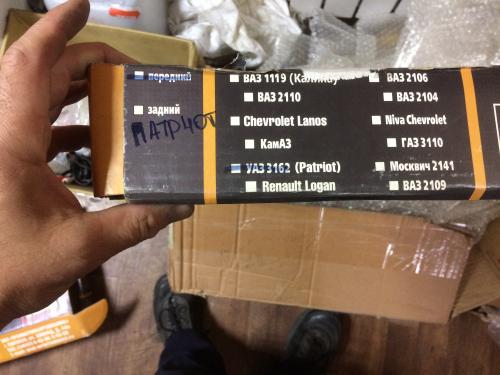 передний
задний
ПАТРИОТ
ВАЗ 1119 (Калина)
ВАЗ 2110
Chevrolet Lanos
КамАЗ
УАЗ 3162 (Patriot)
Renault Logan
ВАЗ 2106
ВАЗ 2104
Niva Chevrolet
ГАЗ 3110
Москвич 2141
ВАЗ 2109